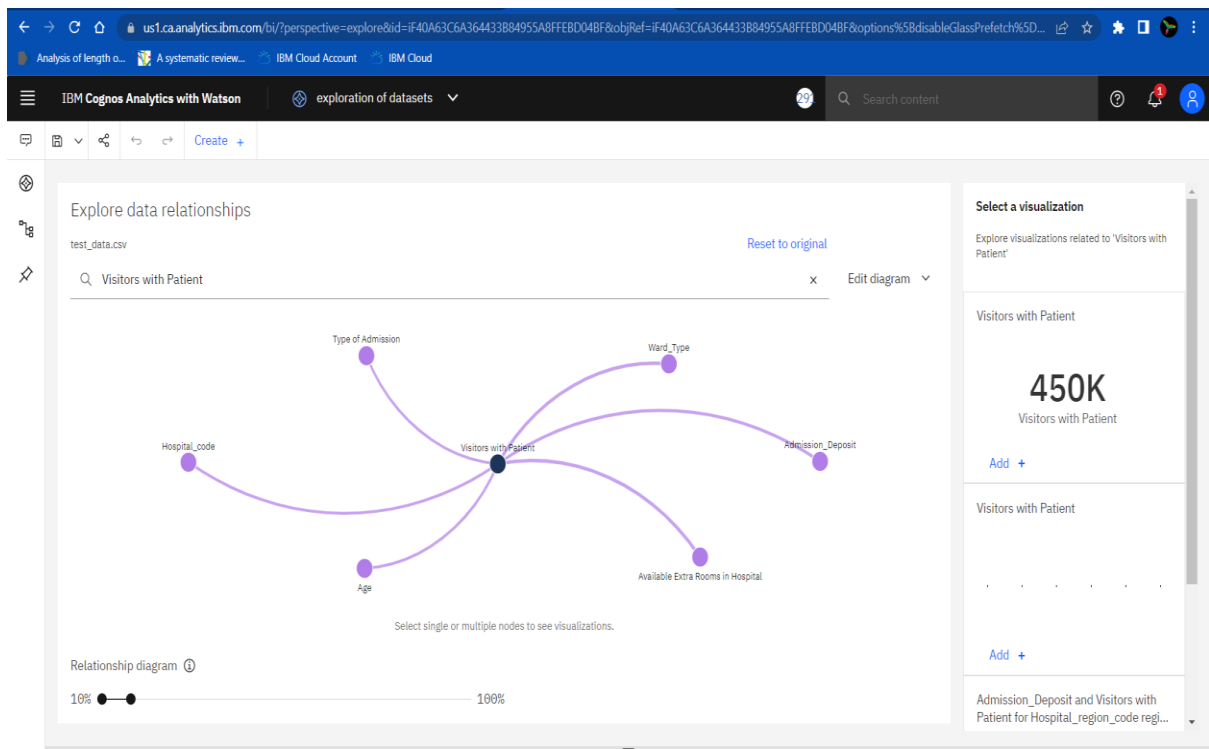 us1.ca.analytics.ibm.com/bi/?perspective=explore&id=iF40A63C6A364433B84955A8FFEBD04BF&objRef=iF40A63C6A364433B84955A8FFEBD04BF&options%5BdisableGlassPrefetch%5D...
Analysis of length o... A systematic review... IBM Cloud Account IBM Cloud
IBM Cognos Analytics with Watson exploration of datasets Search content 1
Create +
Explore data relationships
test_data.csv Reset to original
Visitors with Patient x Edit diagram
Type of Admission
Ward_Type
Hospital_code
Visitors with Patient
Admission_Deposit
Available Extra Rooms in Hospital
Age
Select single or multiple nodes to see visualizations.
Relationship diagram
10% 100%
Select a visualization
Explore visualizations related to 'Visitors with
Patient'
Visitors with Patient
450K
Visitors with Patient
Add +
Visitors with Patient
Add +
Admission_Deposit and Visitors with
Patient for Hospital_region_code regi...